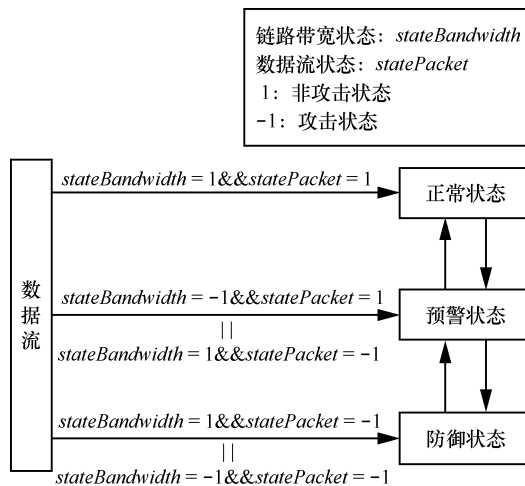 链路带宽状态：stateBandwidth
数据流状态：statePacket
1：非攻击状态
-1：攻击状态
stateBandwidth = 1&&statePacket = 1
正常状态
数据流
stateBandwidth = -1&&statePacket = 1
||
stateBandwidth = 1&&statePacket = -1
预警状态
stateBandwidth = 1&&statePacket = -1
||
stateBandwidth = -1&&statePacket = -1
防御状态